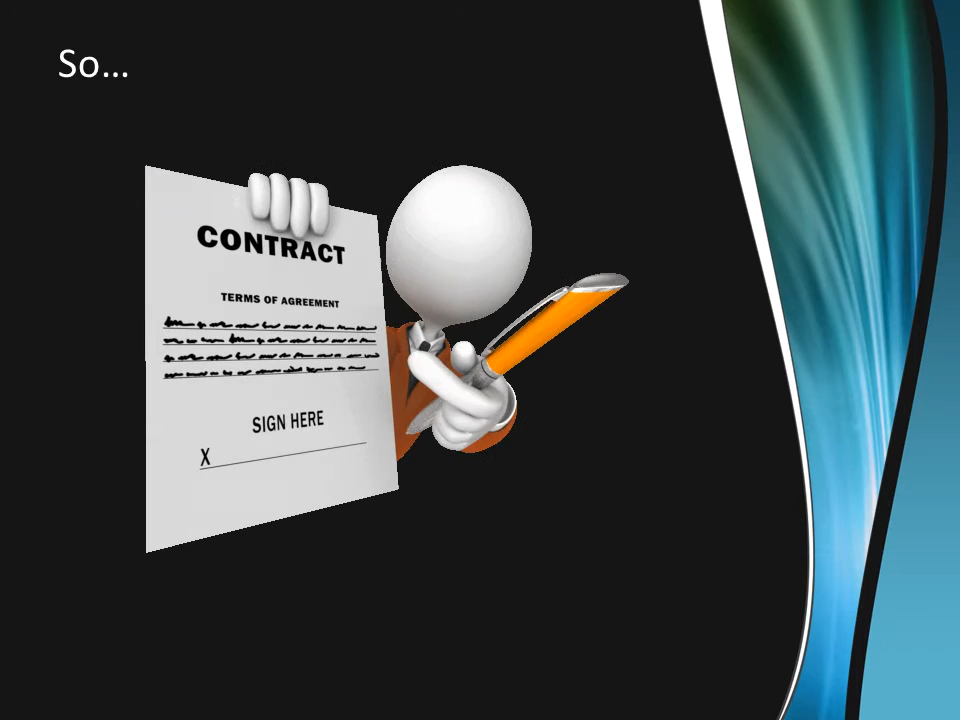 So...
CONTRACT
TERMS OF AGREEMENT
SIGN HERE
X